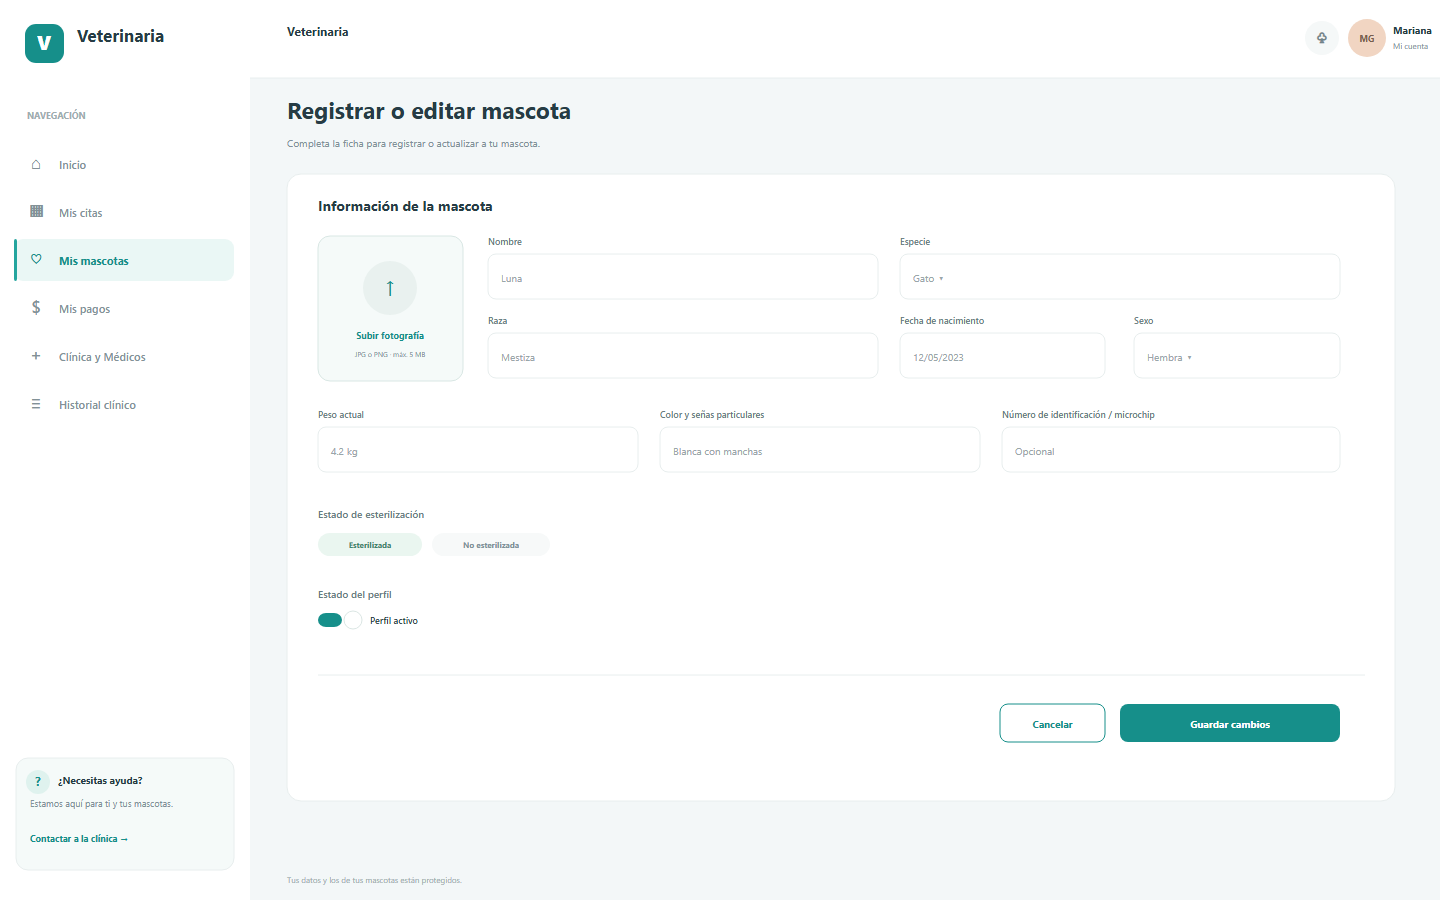 V
Veterinaria
NAVEGACIÓN
Inicio
Mis citas
Mis mascotas
$ Mis pagos
+ Clínica y Médicos
Historial clínico
? ¿Necesitas ayuda?
Estamos aquí para ti y tus mascotas.
Contactar a la clínica →
Veterinaria
MG
Mariana
Mi cuenta
Registrar o editar mascota
Completa la ficha para registrar o actualizar a tu mascota.
Información de la mascota
↑
Subir fotografía
JPG o PNG · máx. 5 MB
Nombre
Luna
Especie
Gato ▾
Raza
Mestiza
Fecha de nacimiento
12/05/2023
Sexo
Hembra ▾
Peso actual
4.2 kg
Color y señas particulares
Blanca con manchas
Número de identificación / microchip
Opcional
Estado de esterilización
Esterilizada
No esterilizada
Estado del perfil
Perfil activo
Cancelar
Guardar cambios
Tus datos y los de tus mascotas están protegidos.